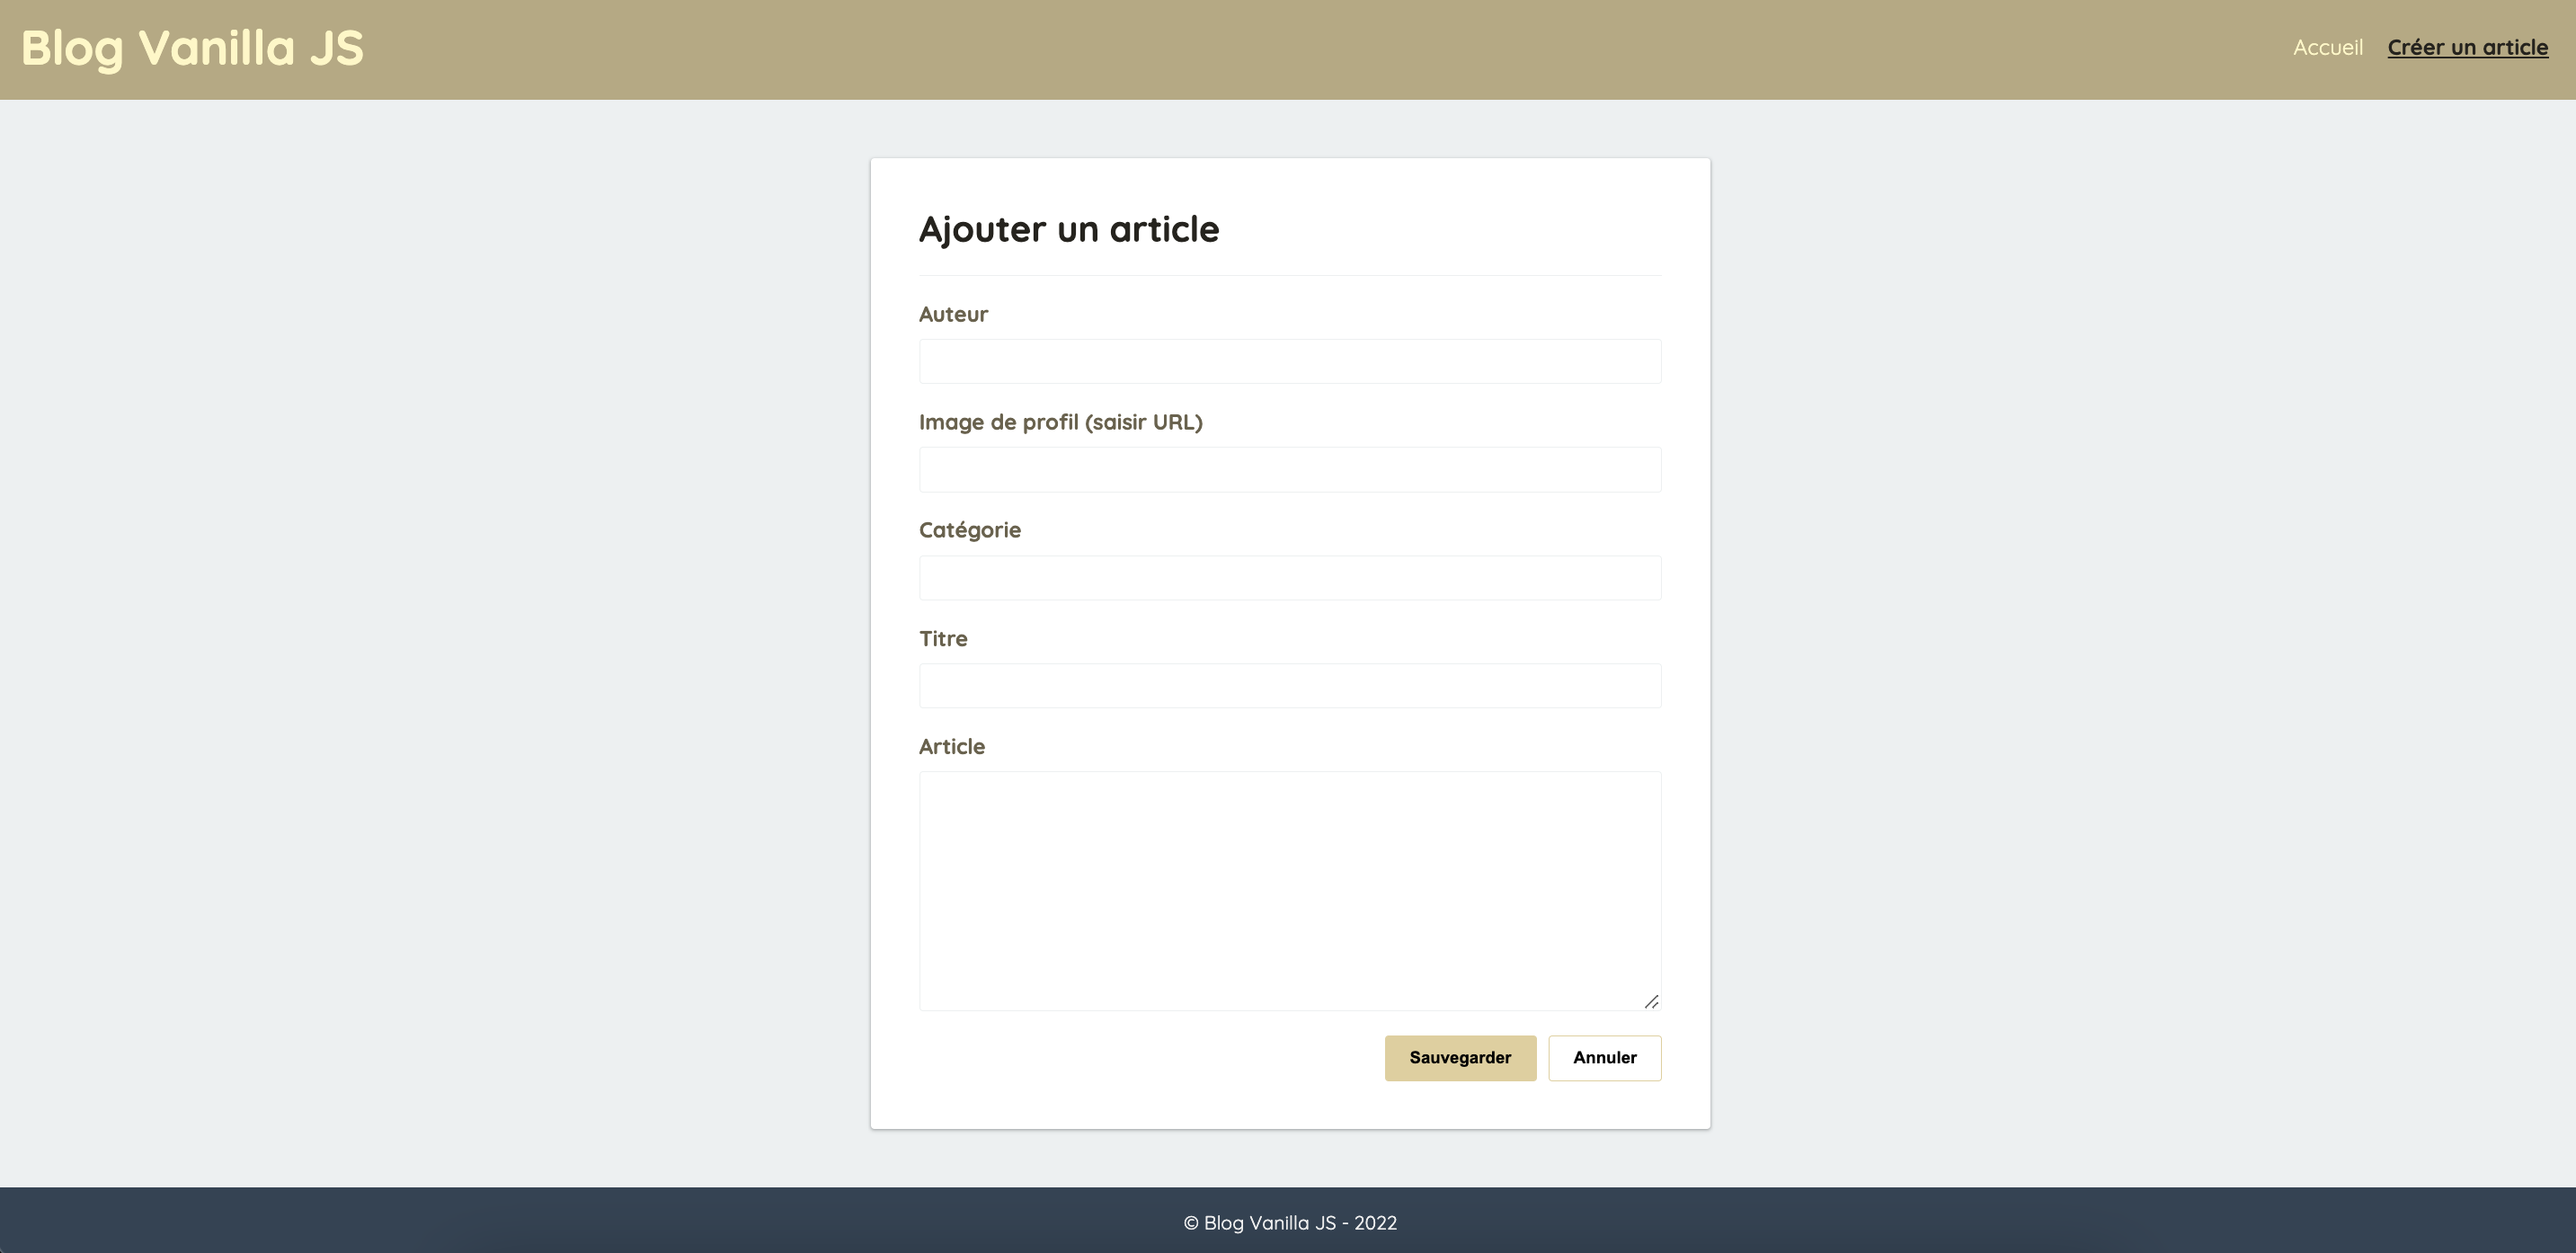 Blog Vanilla JS
Accueil Créer un article
Ajouter un article
Auteur
Image de profil (saisir URL)
Catégorie
Titre
Article
Sauvegarder Annuler
© Blog Vanilla JS - 2022